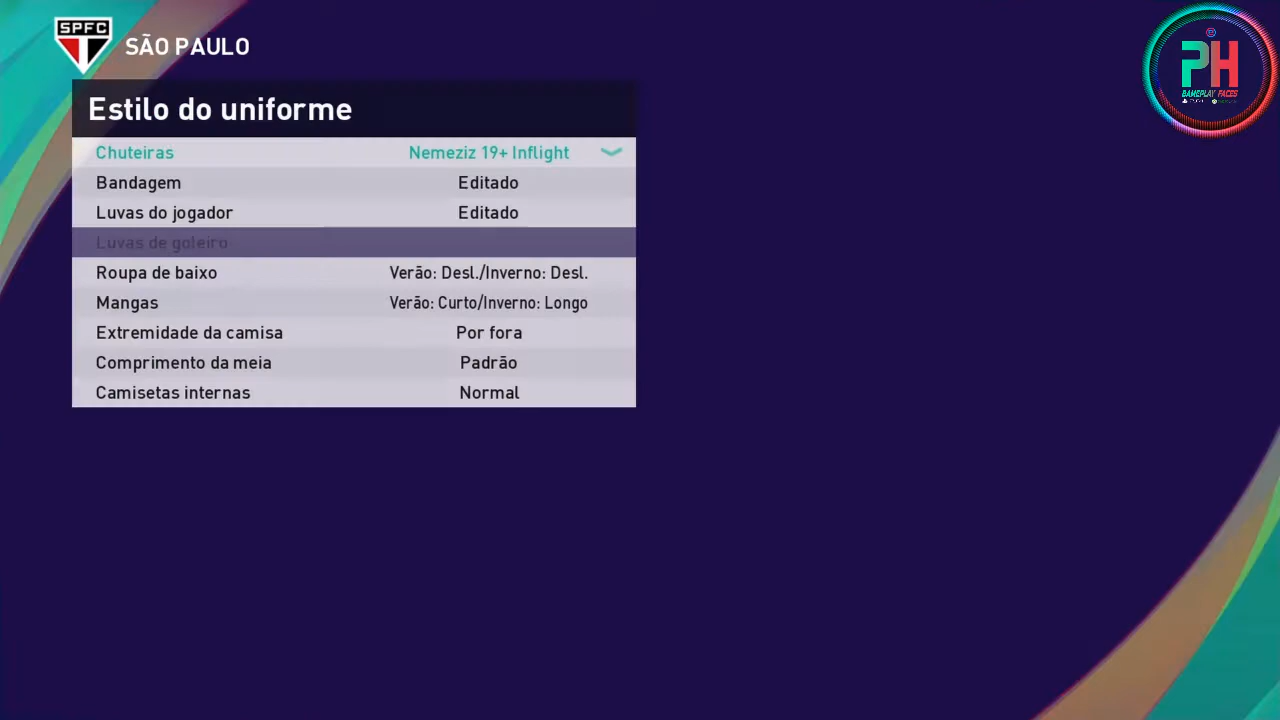 SPFC
SÃO PAULO
PH
GAMEPLAY FACES
Estilo do uniforme
Chuteiras Nemeziz 19+ Inflight
Bandagem Editado
Luvas do jogador Editado
Luvas de goleiro
Roupa de baixo Verão: Desl./Inverno: Desl.
Mangas Verão: Curto/Inverno: Longo
Extremidade da camisa Por fora
Comprimento da meia Padrão
Camisetas internas Normal